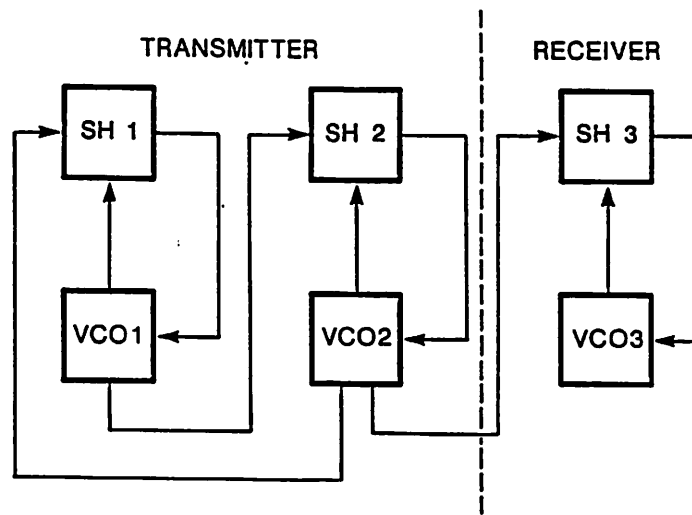 TRANSMITTER
RECEIVER
SH 1
SH 2
SH 3
VCO1
VCO2
VCO3